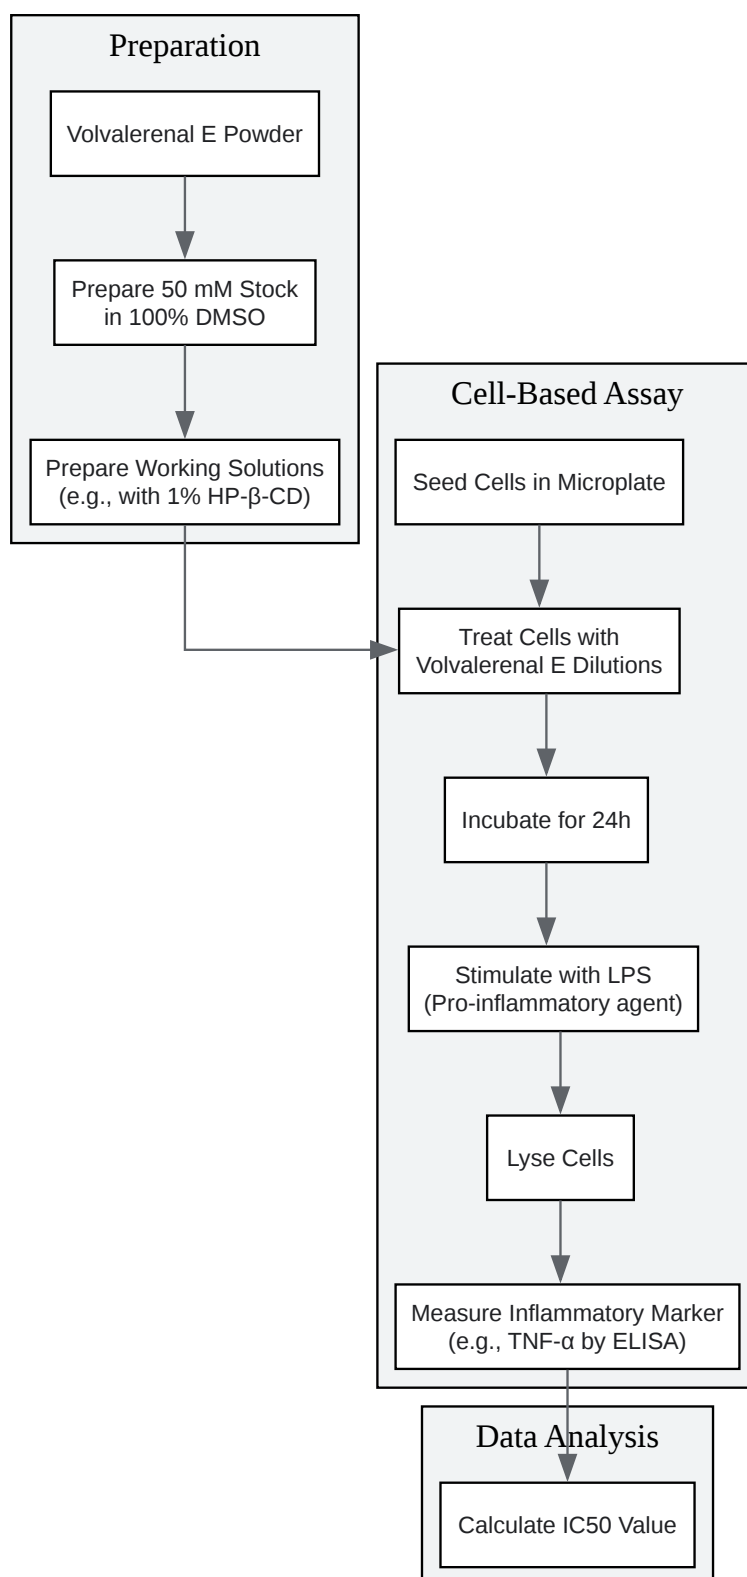 Preparation
Volvalerenal E Powder
Prepare 50 mM Stock
in 100% DMSO
Prepare Working Solutions
(e.g., with 1% HP-β-CD)
Cell-Based Assay
Seed Cells in Microplate
Treat Cells with
Volvalerenal E Dilutions
Incubate for 24h
Stimulate with LPS
(Pro-inflammatory agent)
Lyse Cells
Measure Inflammatory Marker
(e.g., TNF-α by ELISA)
Data Analysis
Calculate IC50 Value